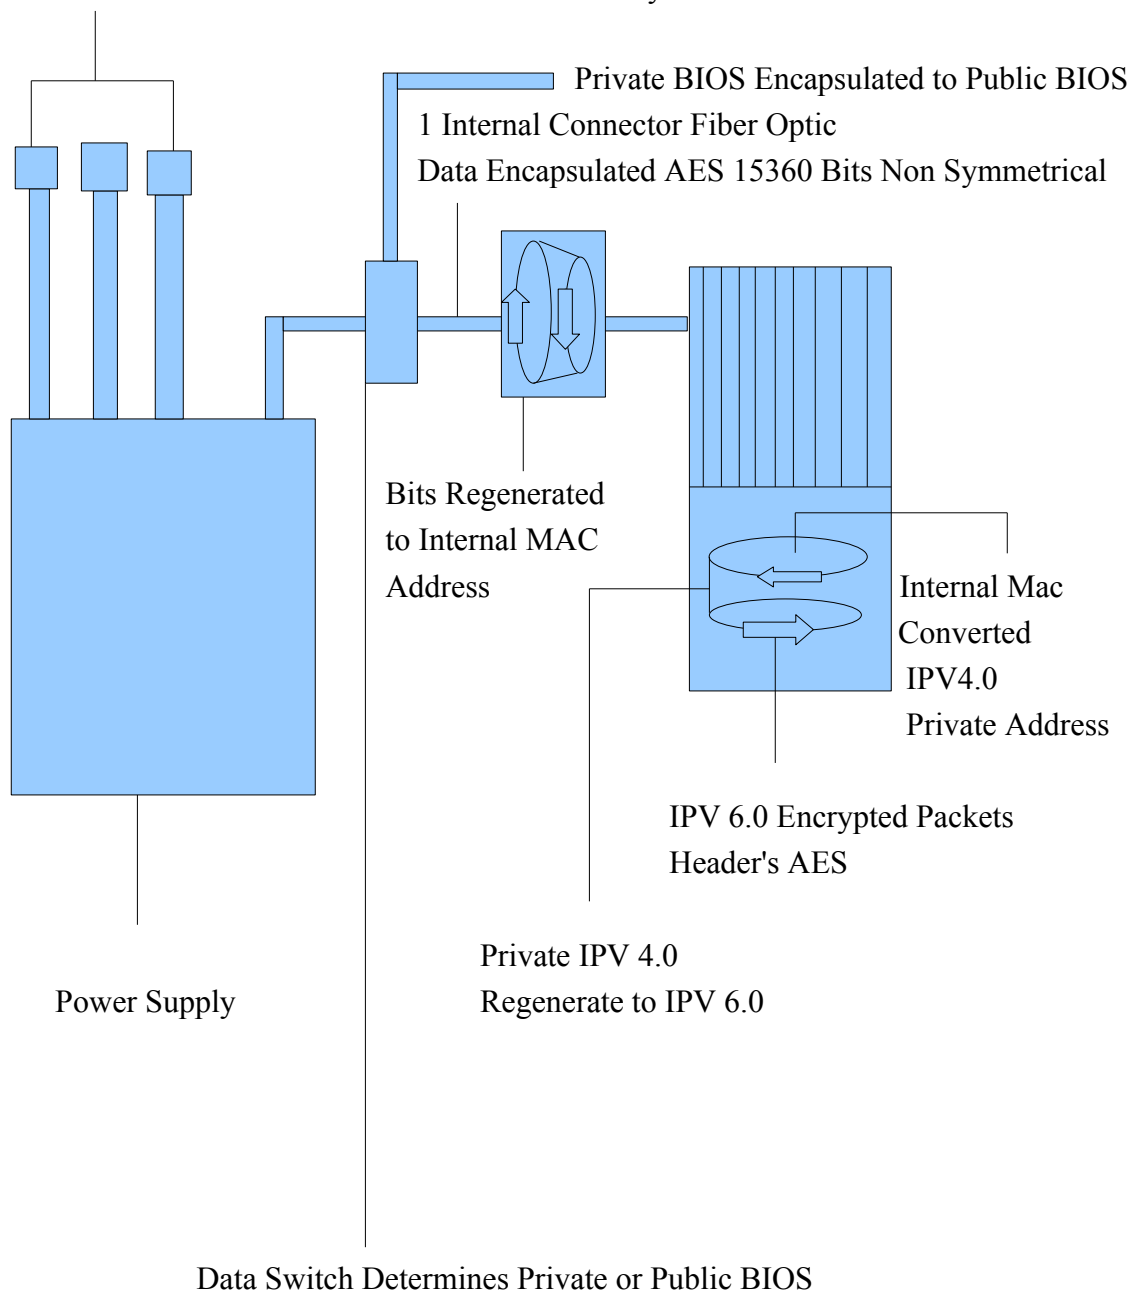 Private BIOS Encapsulated to Public BIOS
1 Internal Connector Fiber Optic
Data Encapsulated AES 15360 Bits Non Symmetrical
Bits Regenerated
to Internal MAC
Address
Internal Mac
Converted
IPV4.0
Private Address
IPV 6.0 Encrypted Packets
Header's AES
Private IPV 4.0
Regenerate to IPV 6.0
Power Supply
Data Switch Determines Private or Public BIOS